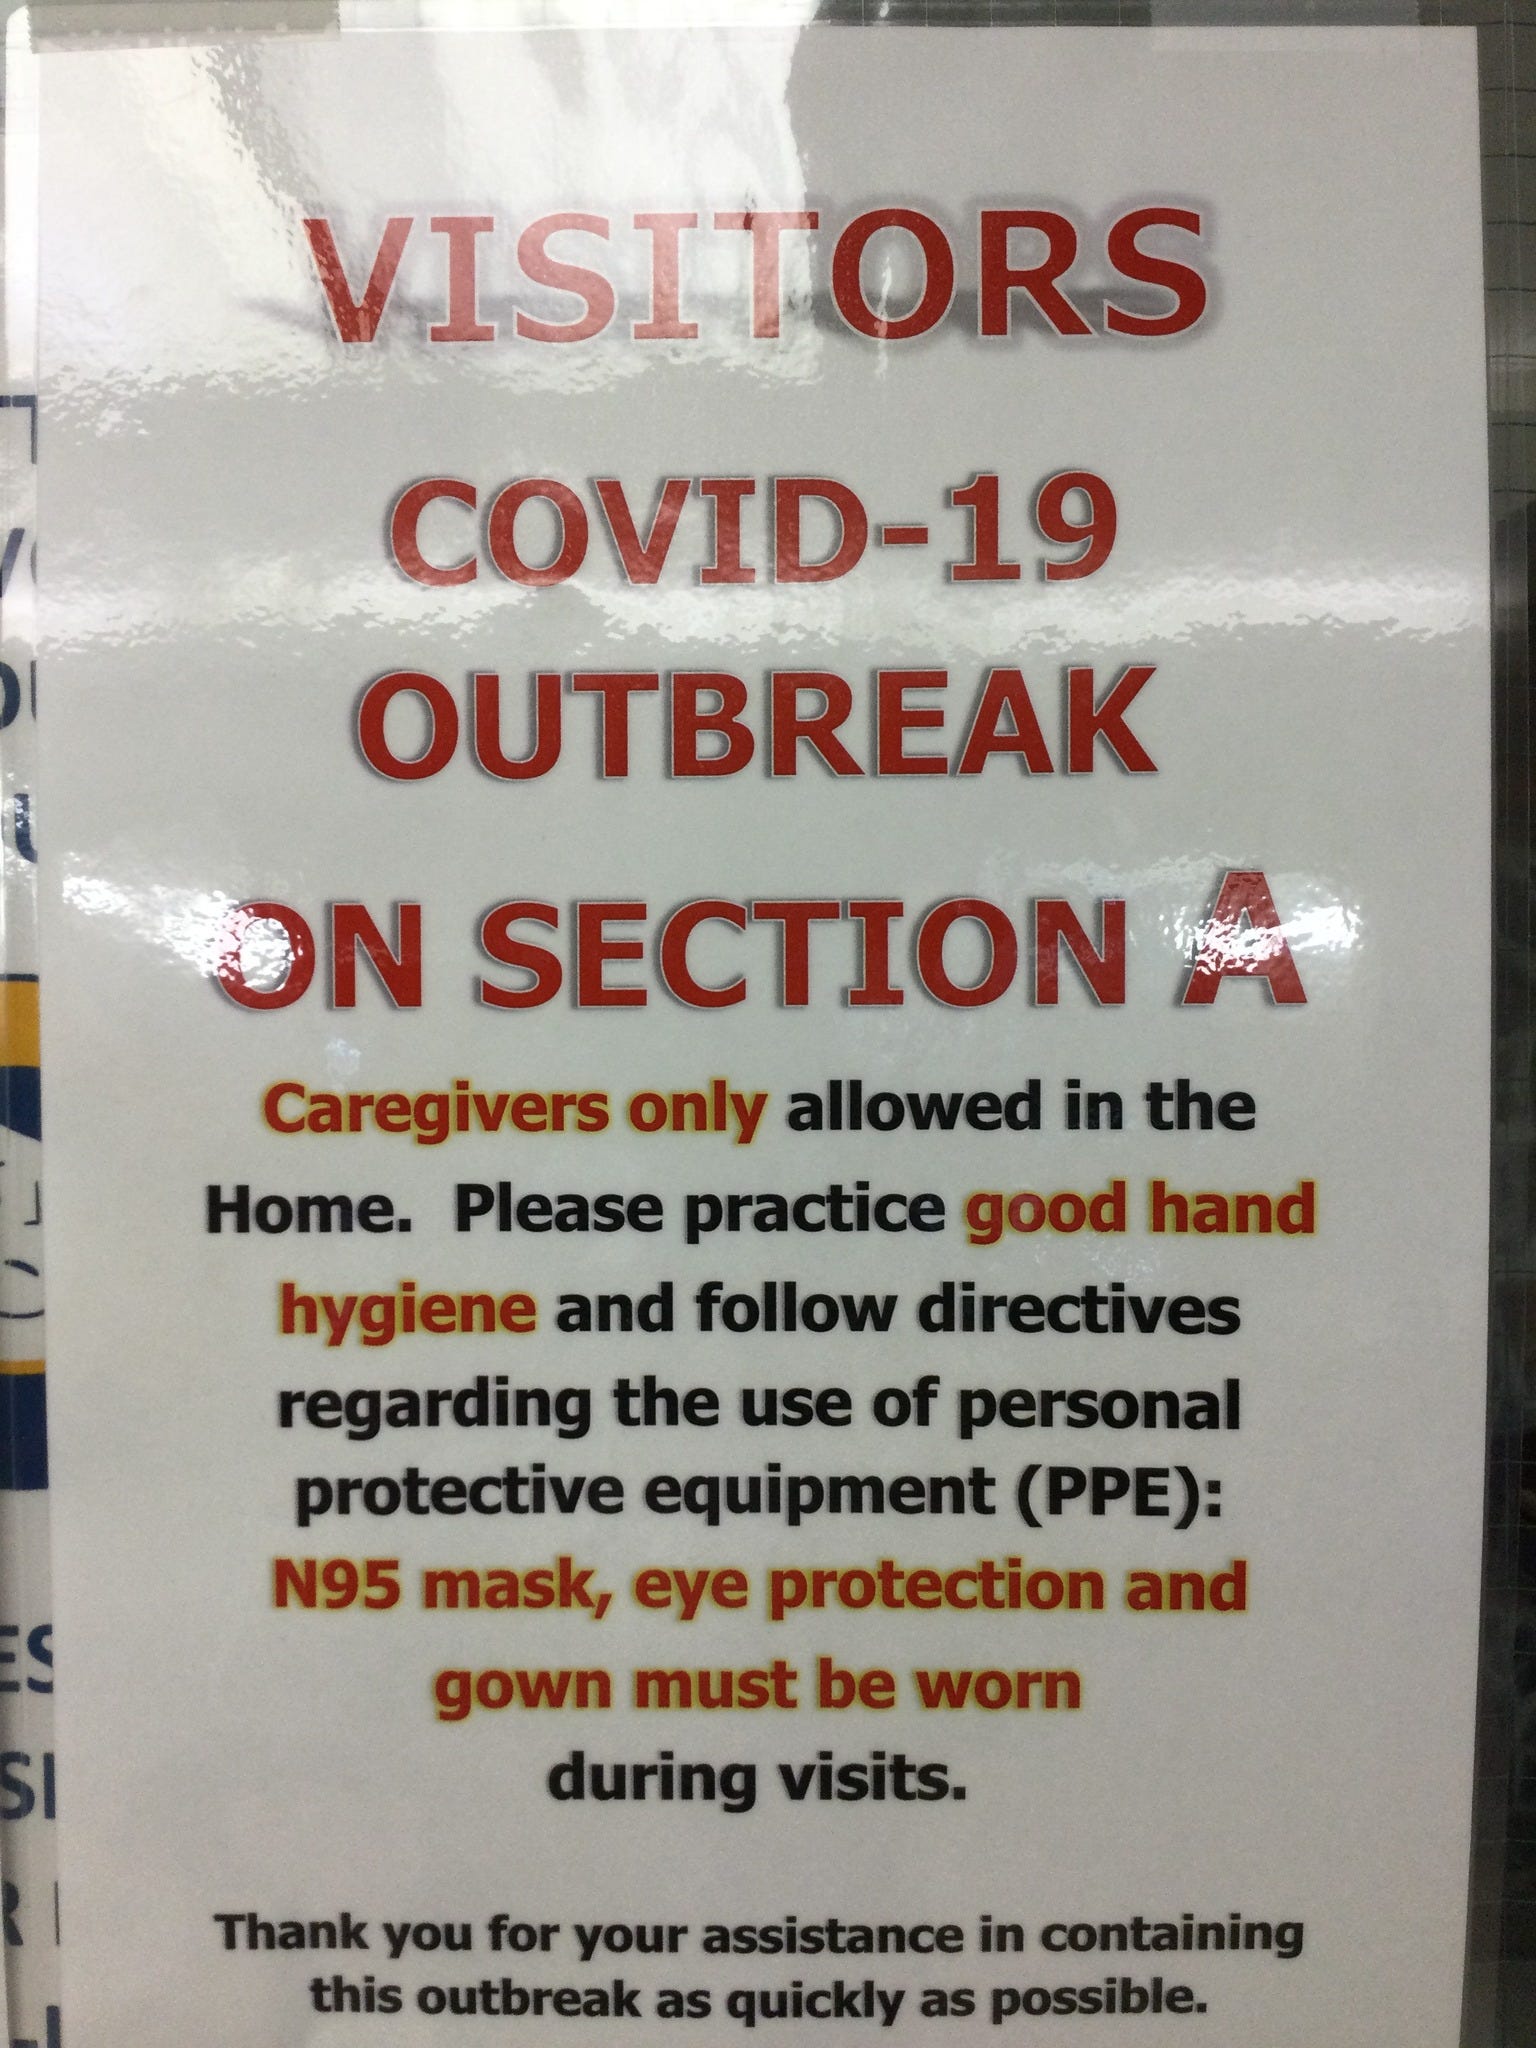 VISITORS
COVID-19
OUTBREAK
ON SECTION A
Caregivers only allowed in the
Home. Please practice good hand
hygiene and follow directives
regarding the use of personal
protective equipment (PPE):
N95 mask, eye protection and
gown must be worn
during visits.
Thank you for your assistance in containing
this outbreak as quickly as possible.